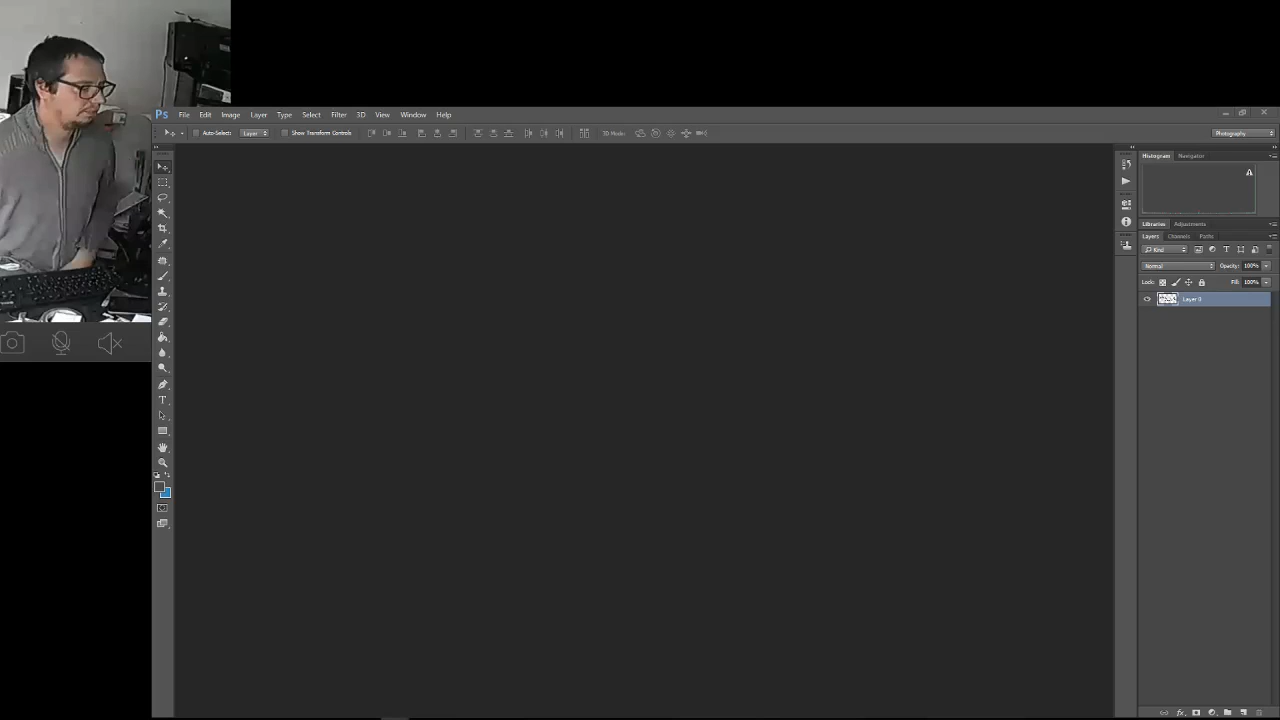 Ps File Edit Image Layer Type Select Filter 3D View Window Help
Auto-Select: Layer Show Transform Controls 3D Mode: Photography
Histogram Navigator
Libraries Adjustments
Layers Channels Paths
Kind
Normal Opacity: 100%
Lock: Fill: 100%
Layer 0